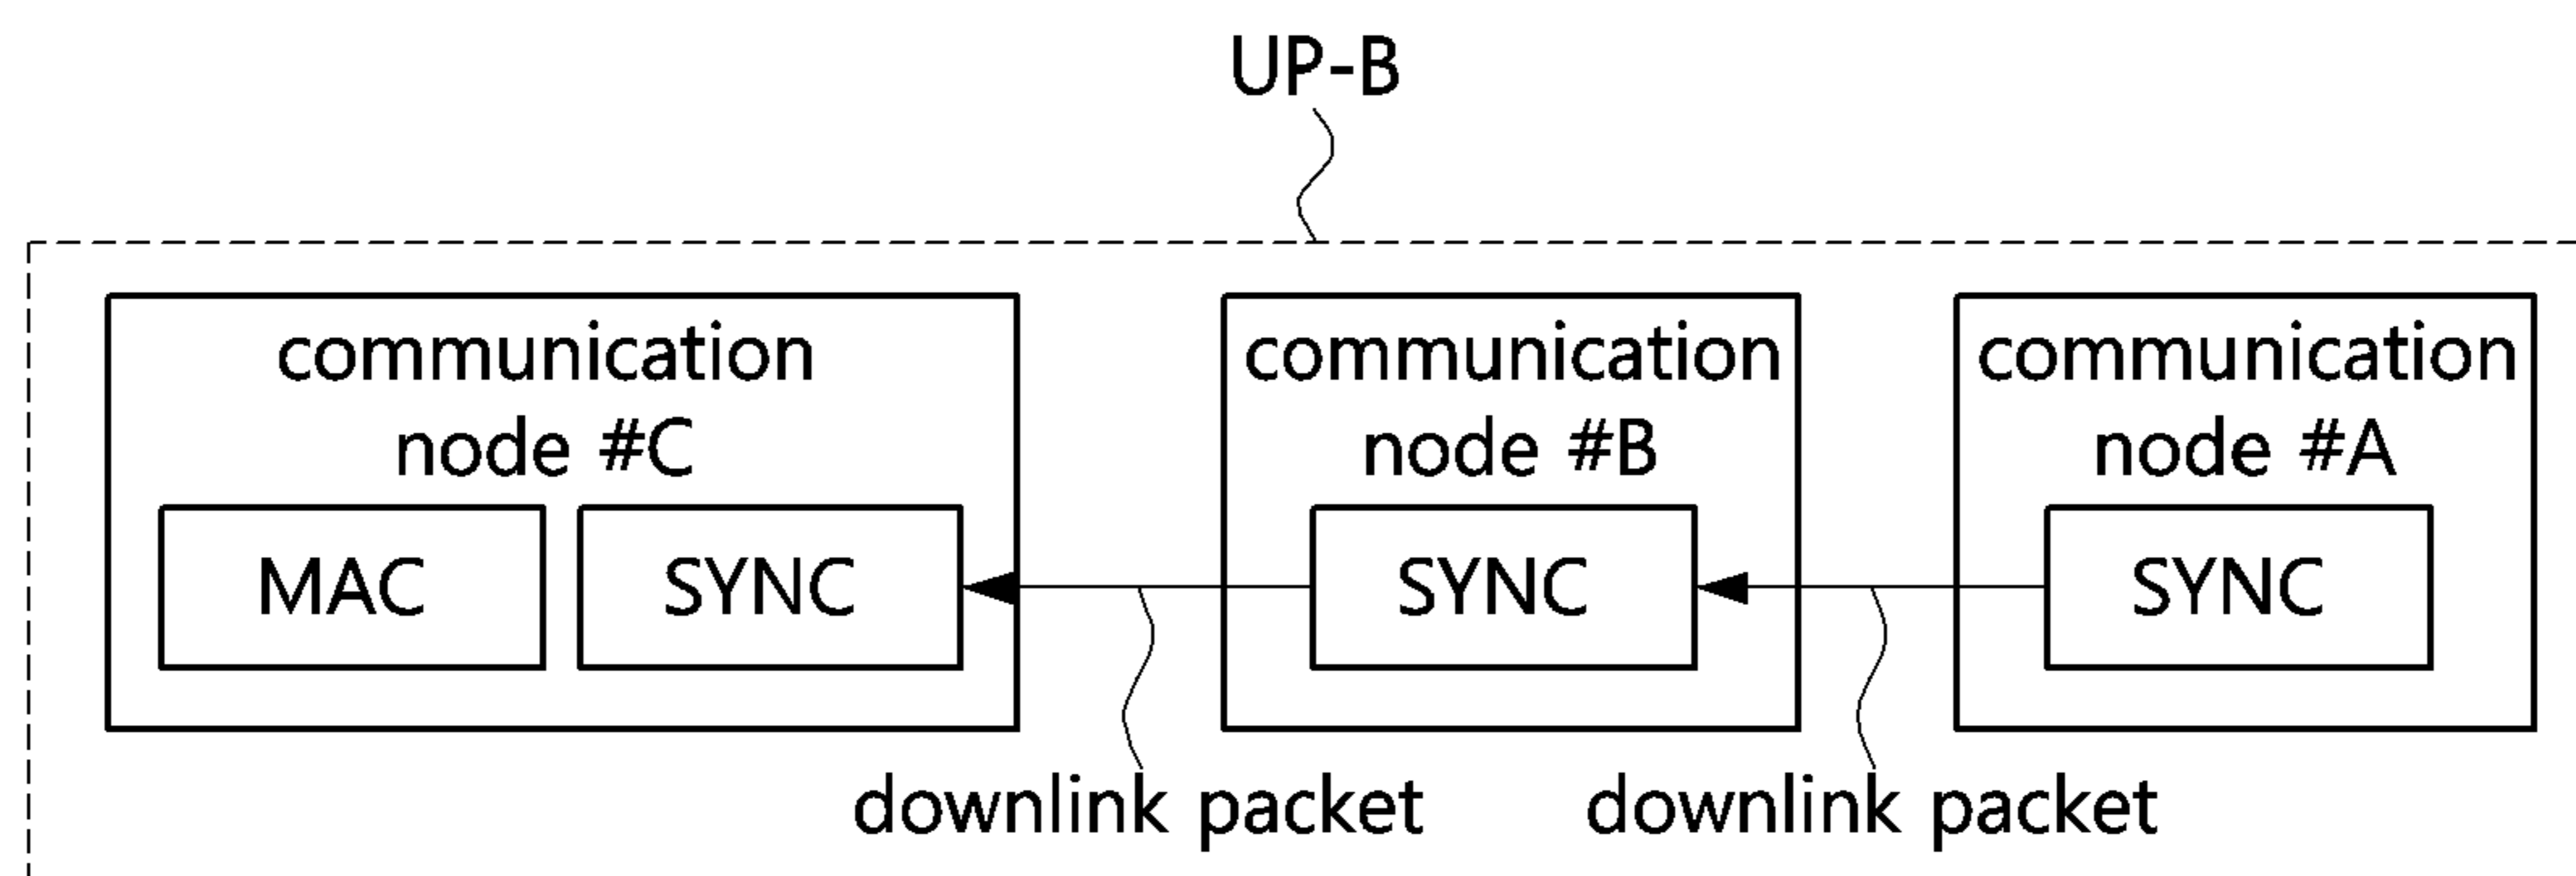 UP-B
communication
node #C
MAC
SYNC
communication
node #B
SYNC
communication
node #A
SYNC
downlink packet
downlink packet